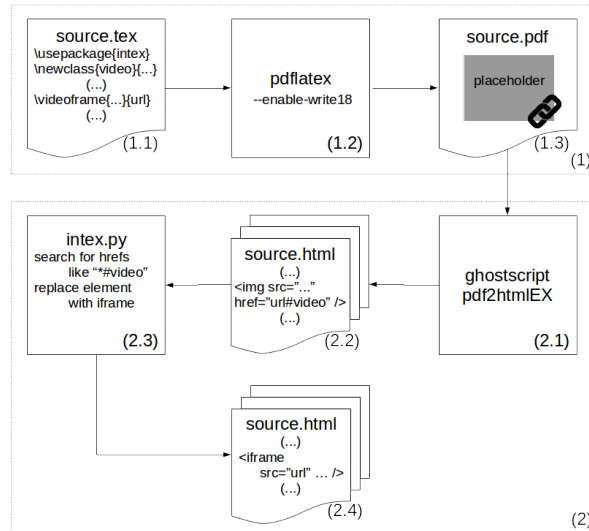 source.tex
\usepackage{intex}
\newclass{video}{...}
(...)
\videoframe{...}{url}
(...)
(1.1)
pdflatex
--enable-write18
(1.2)
source.pdf
placeholder
(1.3)
(1)
intex.py
search for hrefs
like “*#video”
replace element
with iframe
(2.3)
source.html
(...)
<img src=”...”
href=”url#video” />
(...)
(2.2)
ghostscript
pdf2htmlEX
(2.1)
source.html
(...)
<iframe
src=”url” ... />
(...)
(2.4)
(2)